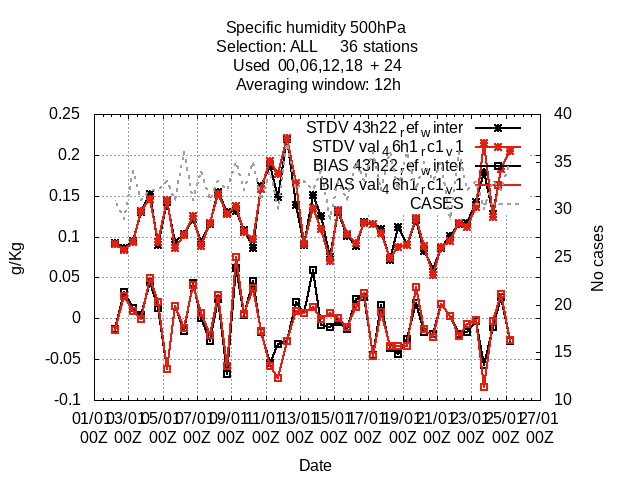 Specific humidity 500hPa
Selection: ALL 36 stations
Used 00,06,12,18 + 24
Averaging window: 12h
0.25
0.2
0.15
0.1
0.05
0
-0.05
-0.1
g/Kg
STDV 43h22_ref_winter
STDV val_46h1_rc1_v1
BIAS 43h22_ref_winter
BIAS val_46h1_rc1_v1
CASES
40
35
30
25
20
15
10
No cases
01/01 03/01 05/01 07/01 09/01 11/01 13/01 15/01 17/01 19/01 21/01 23/01 25/01 27/01
00Z 00Z 00Z 00Z 00Z 00Z 00Z 00Z 00Z 00Z 00Z 00Z 00Z 00Z
Date